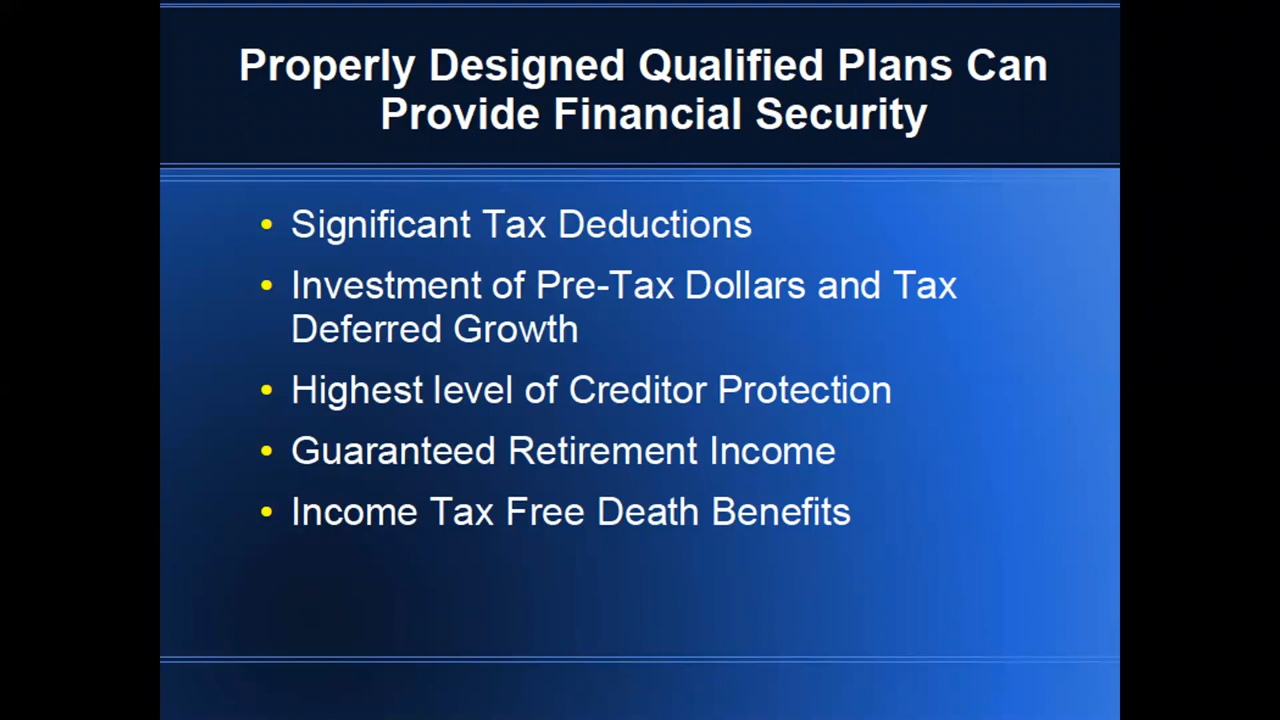 Properly Designed Qualified Plans Can
Provide Financial Security
• Significant Tax Deductions
• Investment of Pre-Tax Dollars and Tax
Deferred Growth
• Highest level of Creditor Protection
• Guaranteed Retirement Income
• Income Tax Free Death Benefits